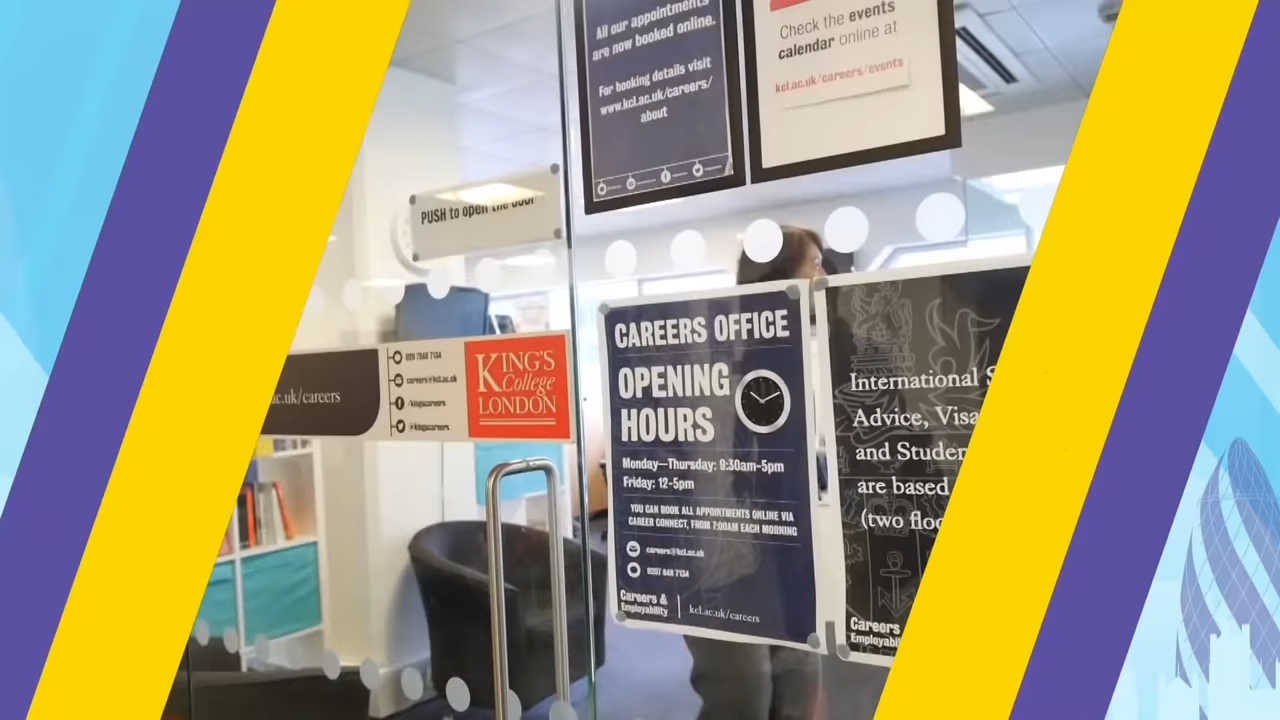 All our appointments
are now booked online.
For booking details visit
www.kcl.ac.uk/careers/
about
Check the events
calendar online at
kcl.ac.uk/careers/events
PUSH to open the door
ac.uk/careers
020 7848 7134
careers@kcl.ac.uk
/kingscareers
@kingscareers
KING'S
College
LONDON
CAREERS OFFICE
OPENING
HOURS
Monday—Thursday: 9:30am-5pm
Friday: 12-5pm
YOU CAN BOOK ALL APPOINTMENTS ONLINE VIA
CAREER CONNECT, FROM 7:00AM EACH MORNING
careers@kcl.ac.uk
0207 848 7134
Careers &
Employability
kcl.ac.uk/careers
International S
Advice, Visa
and Studen
are based
(two floo
Careers
Employabil